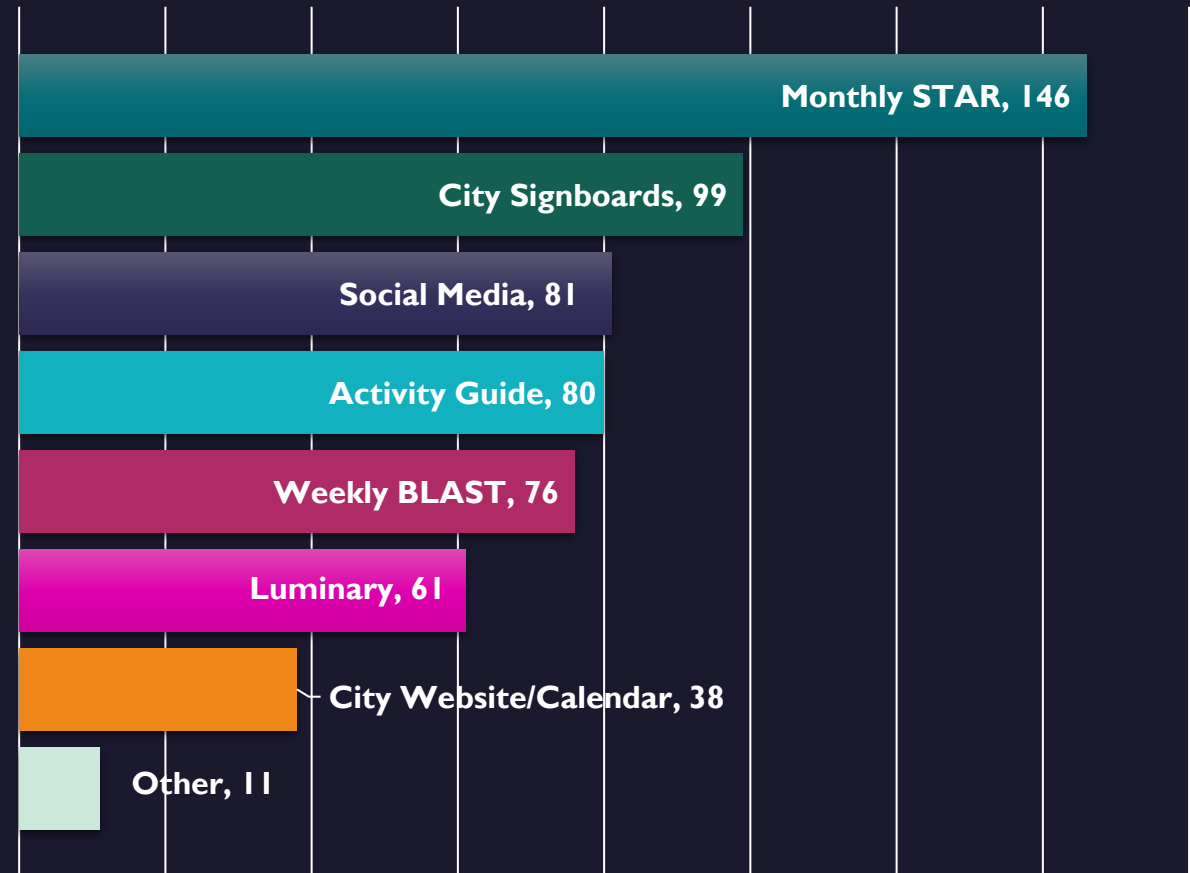 Monthly STAR, 146
City Signboards, 99
Social Media, 81
Activity Guide, 80
Weekly BLAST, 76
Luminary, 61
City Website/Calendar, 38
Other, 11